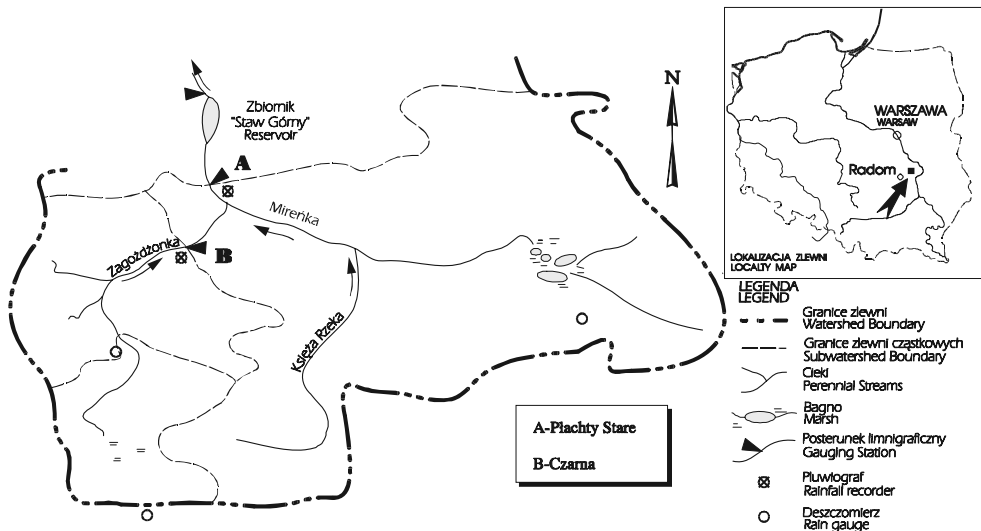 Zbiornik
"Staw Górny"
Reservoir
A
N
Mireńka
Zagożdżonka
B
Księża Rzeka
A-Płachty Stare
B-Czarna
WARSZAWA
WARSAW
Radom
LOKALIZACJA ZLEWNI
LOCALITY MAP
LEGENDA
LEGEND
Granice zlewni
Watershed Boundary
Granice zlewni cząstkowych
Subwatershed Boundary
Cieki
Perennial Streams
Bagno
Marsh
Posterunek limnigraficzny
Gauging Station
Pluwiograf
Rainfall recorder
Deszczomierz
Rain gauge